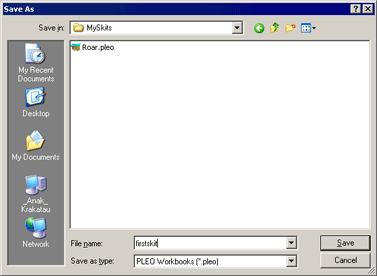 Save As
Save in:
MySkits
Roar.pleo
My Recent
Documents
Desktop
My Documents
_Anak_
Krakatau
Network
File name:
firstskit
Save
Save as type:
PLEO Workbooks (*.pleo)
Cancel